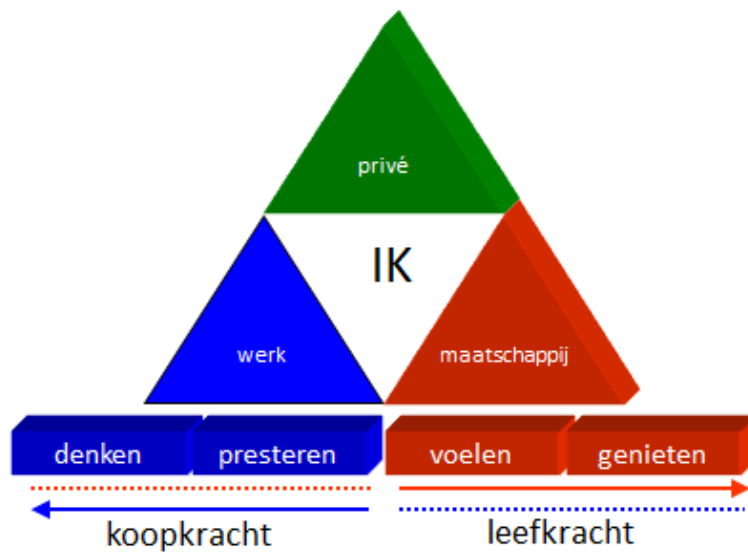 privé
IK
werk
maatschappij
denken
presteren
voelen
genieten
koopkracht
leefkracht